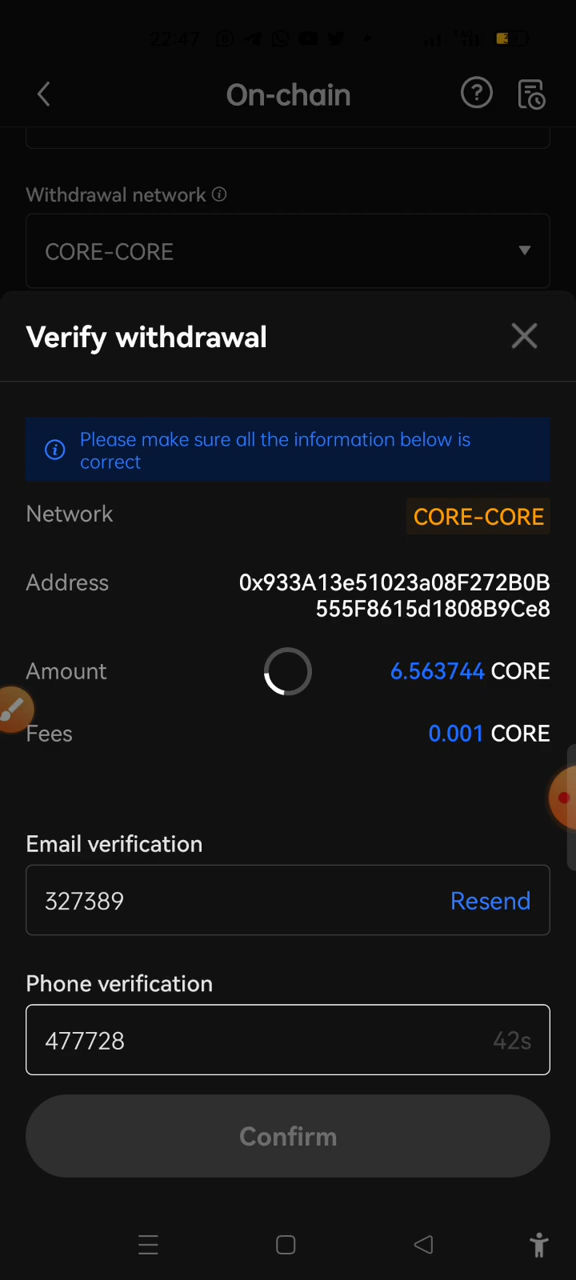 22:47
On-chain
Withdrawal network
CORE-CORE
Verify withdrawal
Please make sure all the information below is
correct
Network
CORE-CORE
Address
0x933A13e51023a08F272B0B
555F8615d1808B9Ce8
Amount
6.563744 CORE
Fees
0.001 CORE
Email verification
327389
Resend
Phone verification
477728
42s
Confirm